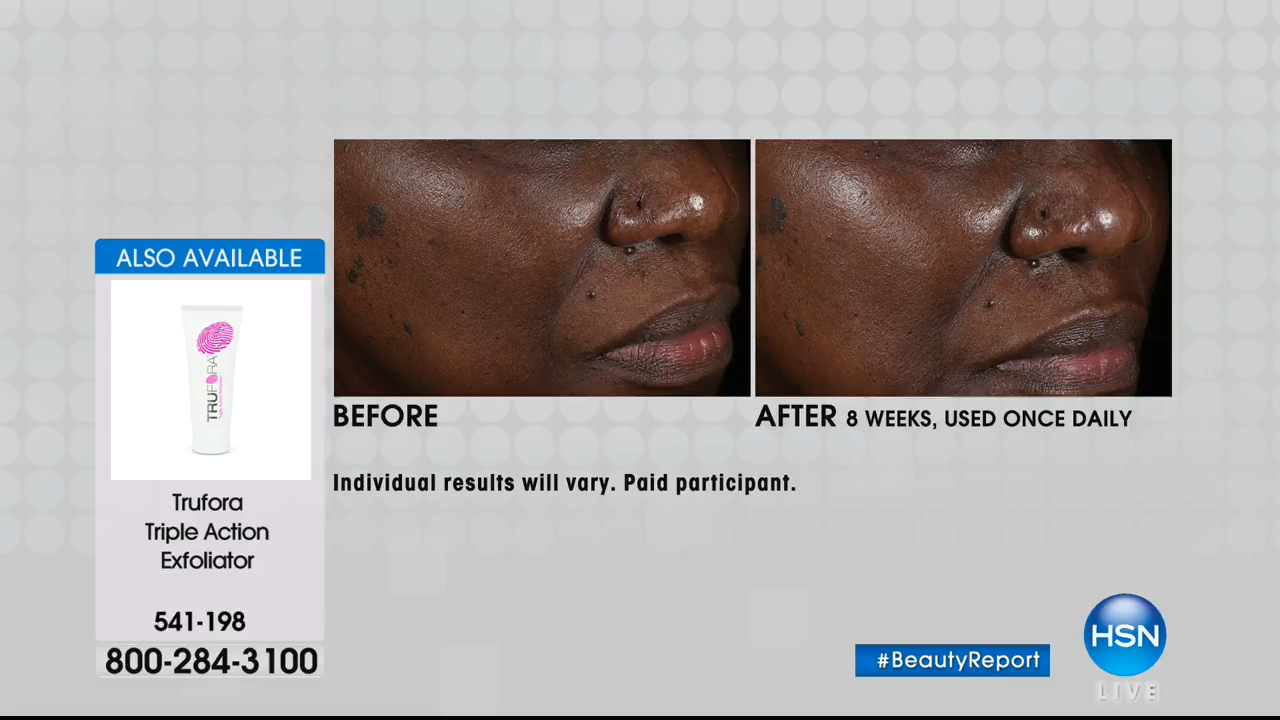 ALSO AVAILABLE
TRUFORA
Trufora
Triple Action
Exfoliator
541-198
800-284-3100
BEFORE
AFTER 8 WEEKS, USED ONCE DAILY
Individual results will vary. Paid participant.
#BeautyReport
HSN
LIVE